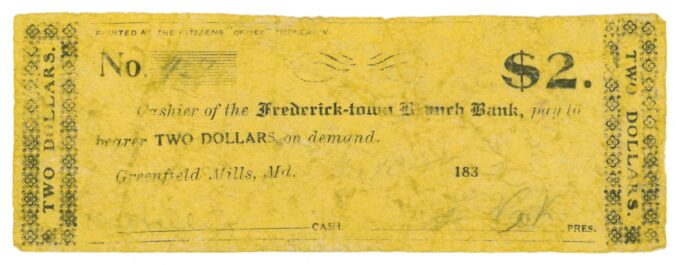 PRINTED AT THE CITIZENS' OFFICE, FREDERICK.
No.
$2.
Cashier of the Frederick-town Branch Bank, pay to
bearer TWO DOLLARS, on demand.
Greenfield Mills, Md. 183
CASH PRES.
TWO DOLLARS.
TWO DOLLARS.